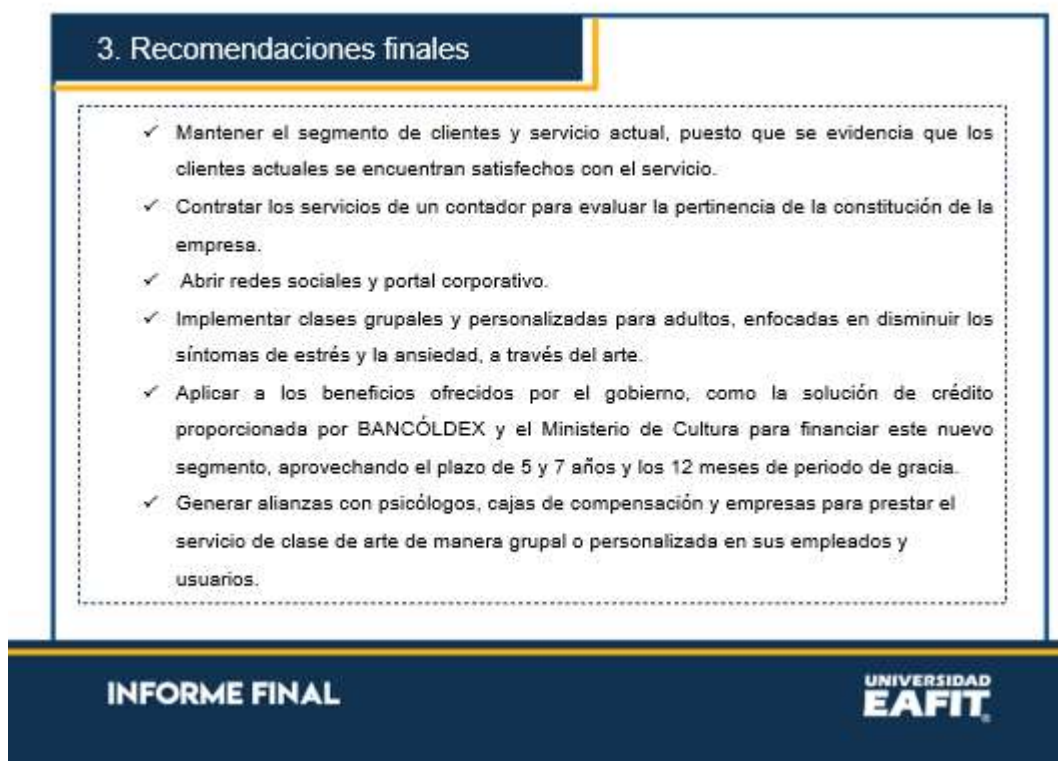 3. Recomendaciones finales
✓ Mantener el segmento de clientes y servicio actual, puesto que se evidencia que los
clientes actuales se encuentran satisfechos con el servicio.
✓ Contratar los servicios de un contador para evaluar la pertinencia de la constitución de la
empresa.
✓ Abrir redes sociales y portal corporativo.
✓ Implementar clases grupales y personalizadas para adultos, enfocadas en disminuir los
síntomas de estrés y la ansiedad, a través del arte.
✓ Aplicar a los beneficios ofrecidos por el gobierno, como la solución de crédito
proporcionada por BANCÓLDEX y el Ministerio de Cultura para financiar este nuevo
segmento, aprovechando el plazo de 5 y 7 años y los 12 meses de periodo de gracia.
✓ Generar alianzas con psicólogos, cajas de compensación y empresas para prestar el
servicio de clase de arte de manera grupal o personalizada en sus empleados y
usuarios.
INFORME FINAL
UNIVERSIDAD
EAFIT®